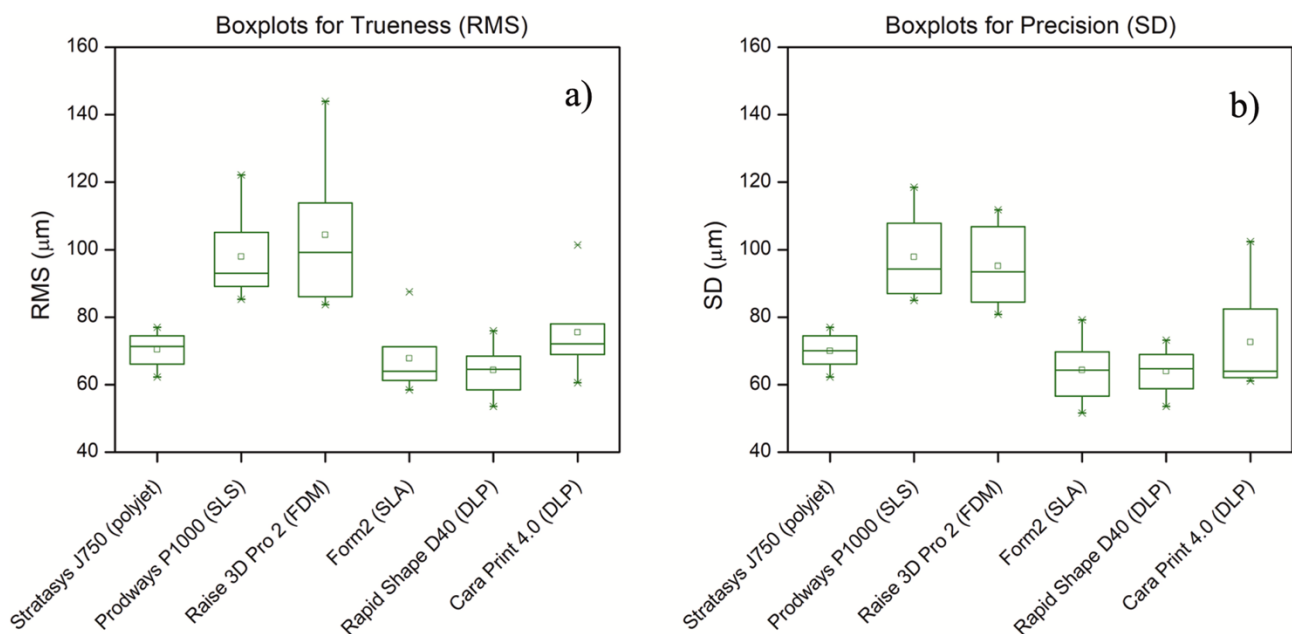 Boxplots for Trueness (RMS)
160
140
120
100
80
60
40
RMS (μm)
a)
Stratasys J750 (polyjet)
Prodways P1000 (SLS)
Raise 3D Pro 2 (FDM)
Form2 (SLA)
Rapid Shape D40 (DLP)
Cara Print 4.0 (DLP)
Boxplots for Precision (SD)
160
140
120
100
80
60
40
SD (μm)
b)
Stratasys J750 (polyjet)
Prodways P1000 (SLS)
Raise 3D Pro 2 (FDM)
Form2 (SLA)
Rapid Shape D40 (DLP)
Cara Print 4.0 (DLP)